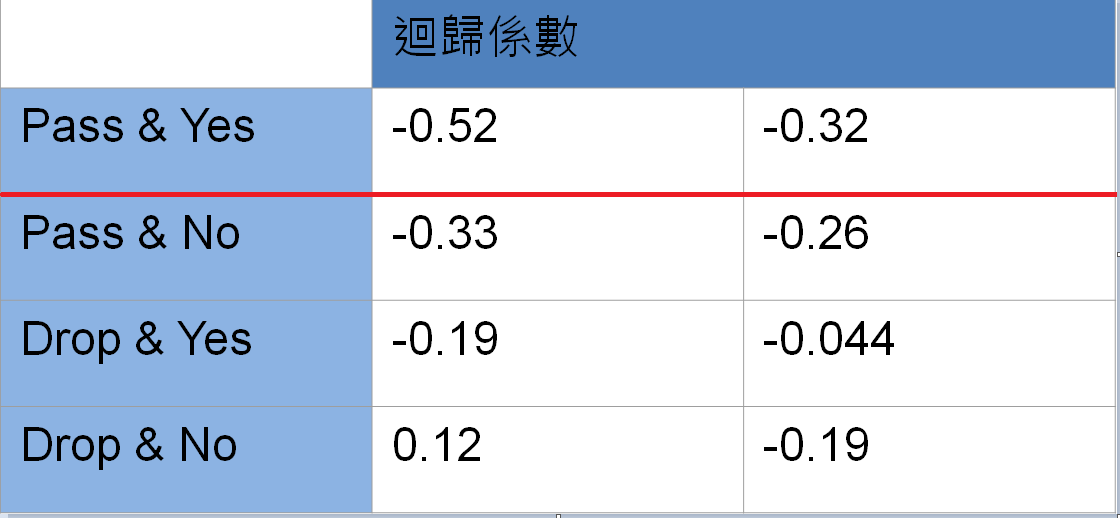 迴歸係數
Pass & Yes -0.52 -0.32
Pass & No -0.33 -0.26
Drop & Yes -0.19 -0.044
Drop & No 0.12 -0.19